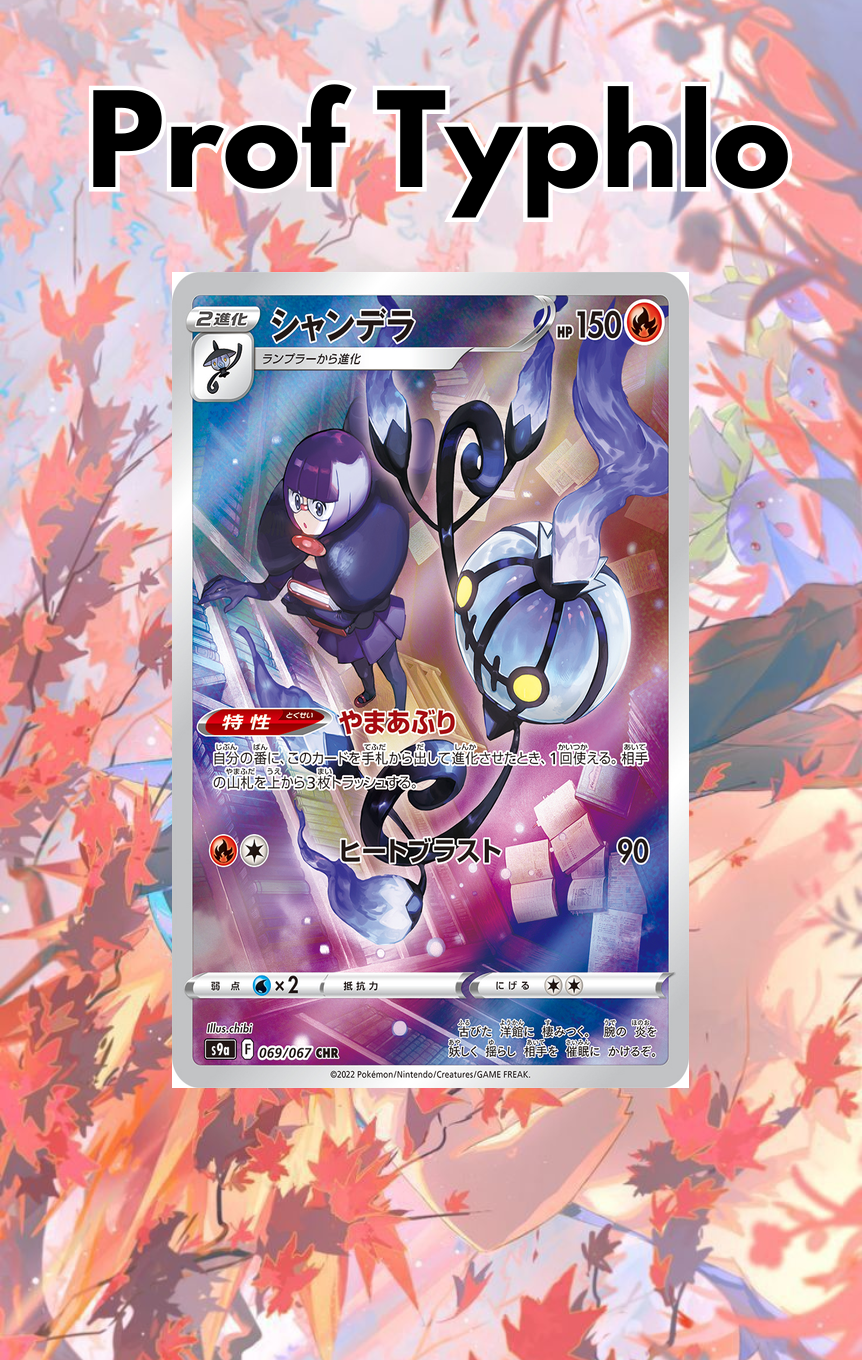 Prof Typhlo
2進化
シャンデラ
HP 150
ランプラーから進化
特性 とくせい
やまあぶり
自分の番に、このカードを手札から出して進化させたとき、1回使える。相手
の山札を上から3枚トラッシュする。
ヒートブラスト 90
弱点 ×2 抵抗力 にげる
Illus.chibi
古びた 洋館に 棲みつく。 腕の 炎を
妖しく 揺らし 相手を 催眠に かけるぞ。
s9a F 069/067 CHR
©2022 Pokémon/Nintendo/Creatures/GAME FREAK.